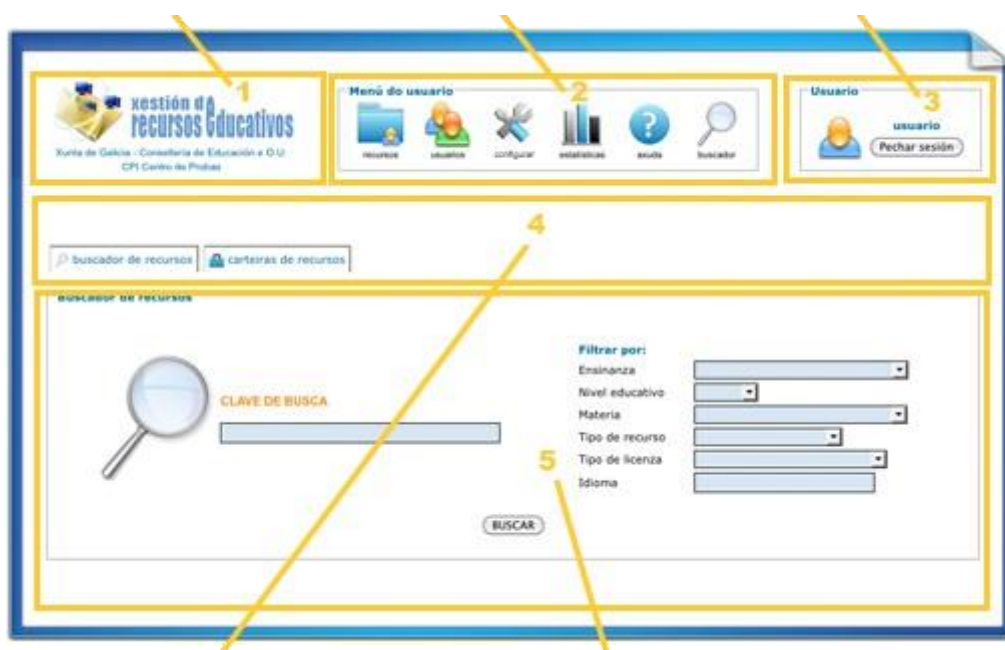 1
xestión de
recursos Educativos
Xunta de Galicia - Consellería de Educación e O.U.
CPI Centro de Probas
Menú do usuario
2
recursos
usuarios
configurar
estatísticas
axuda
buscador
Usuario
3
usuario
Pechar sesión
4
buscador de recursos
carteiras de recursos
Buscador de recursos
CLAVE DE BUSCA
Filtrar por:
Ensinanza
Nivel educativo
Materia
Tipo de recurso
Tipo de licenza
Idioma
5
BUSCAR